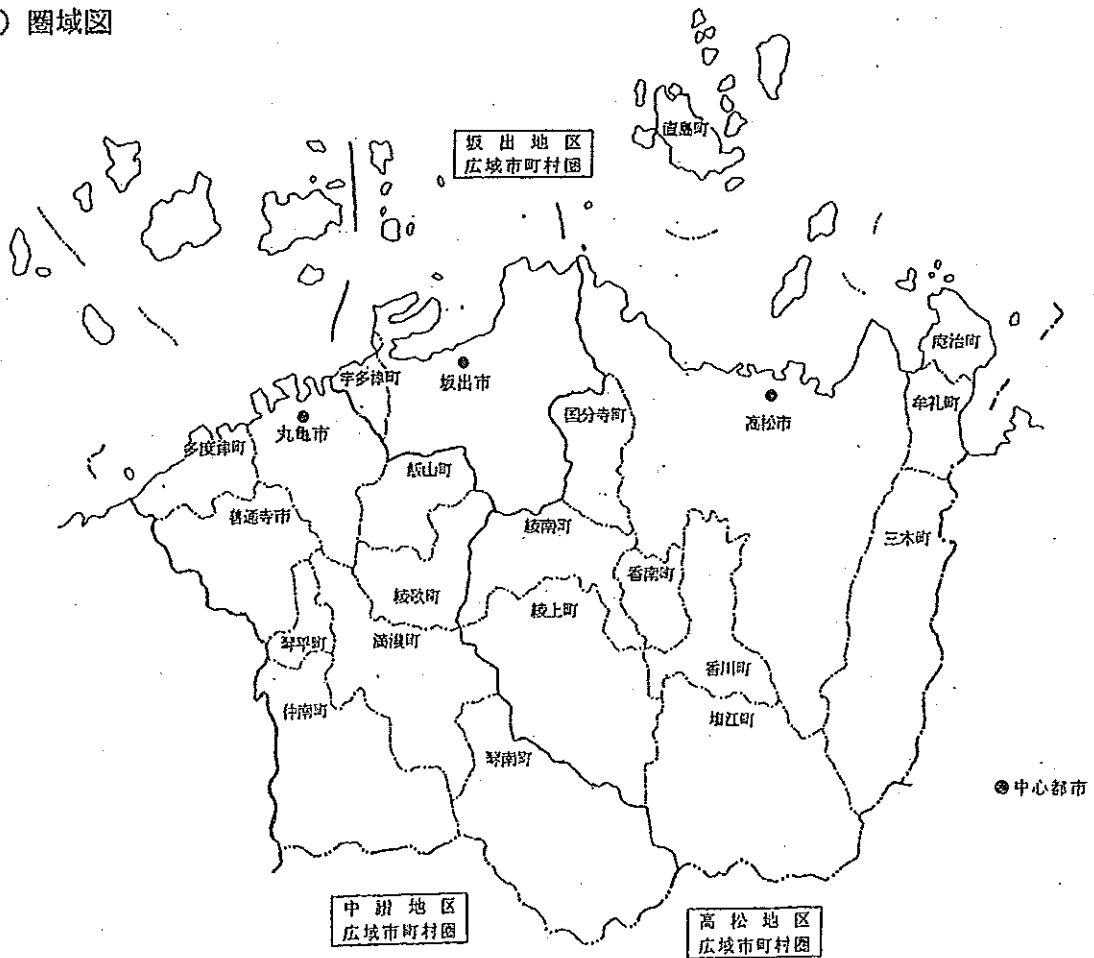 ) 圏域図
直島町
坂出地区
広域市町村圏
庵治町
宇多津町
坂出市
牟礼町
国分寺町
高松市
丸亀市
多度津町
飯山町
善通寺市
綾南町
三木町
香南町
綾歌町
綾上町
琴平町
満濃町
香川町
仲南町
塩江町
琴南町
中心都市
中讃地区
広域市町村圏
高松地区
広域市町村圏